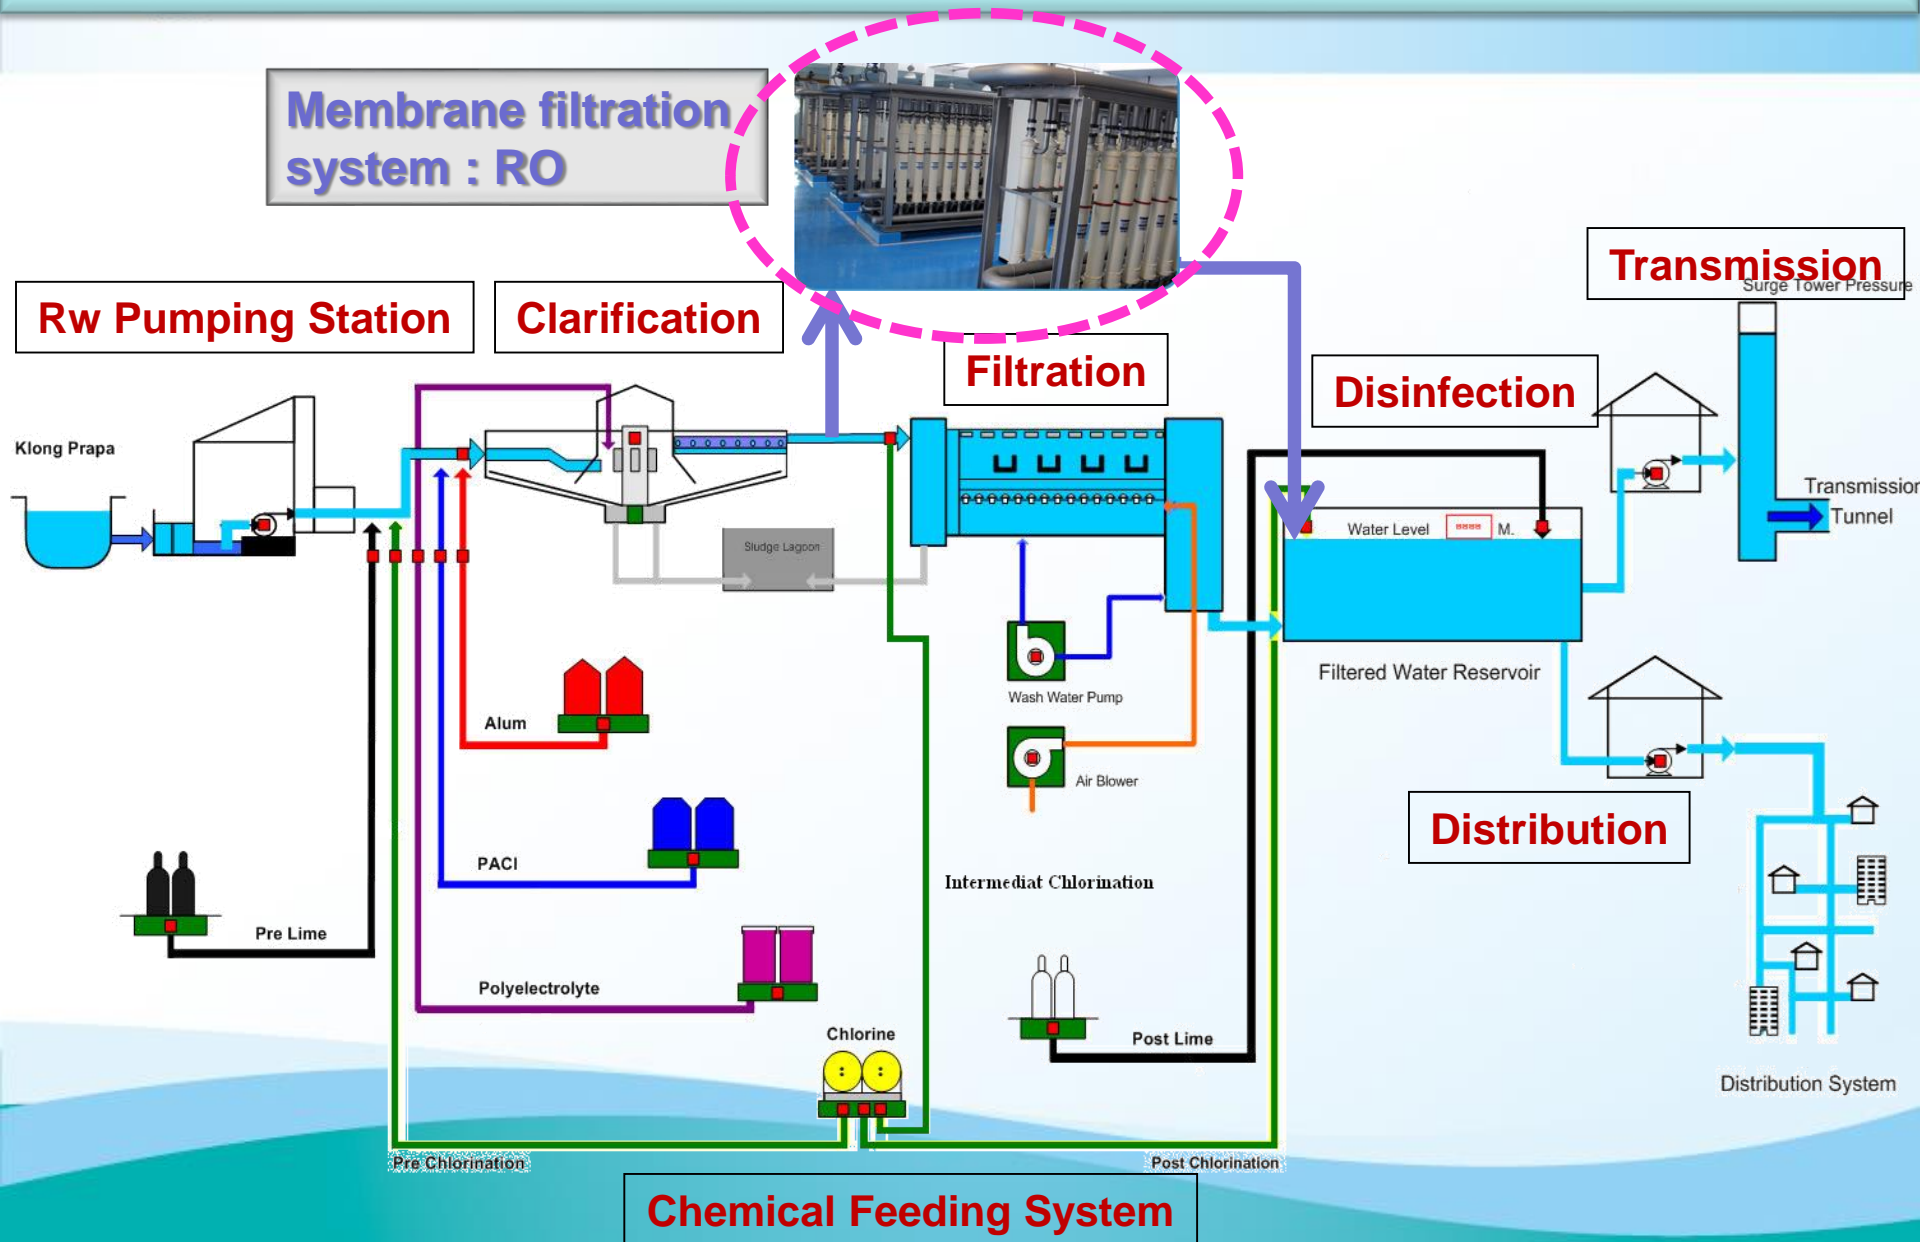 Membrane filtration
system : RO
Transmission
Surge Tower Pressure
Rw Pumping Station
Clarification
Filtration
Disinfection
Klong Prapa
Transmission
Tunnel
Water Level
8888
M.
Sludge Lagoon
Filtered Water Reservoir
Wash Water Pump
Alum
Air Blower
Distribution
PACl
Intermediat Chlorination
Pre Lime
Polyelectrolyte
Chlorine
Post Lime
Distribution System
Pre Chlorination
Post Chlorination
Chemical Feeding System